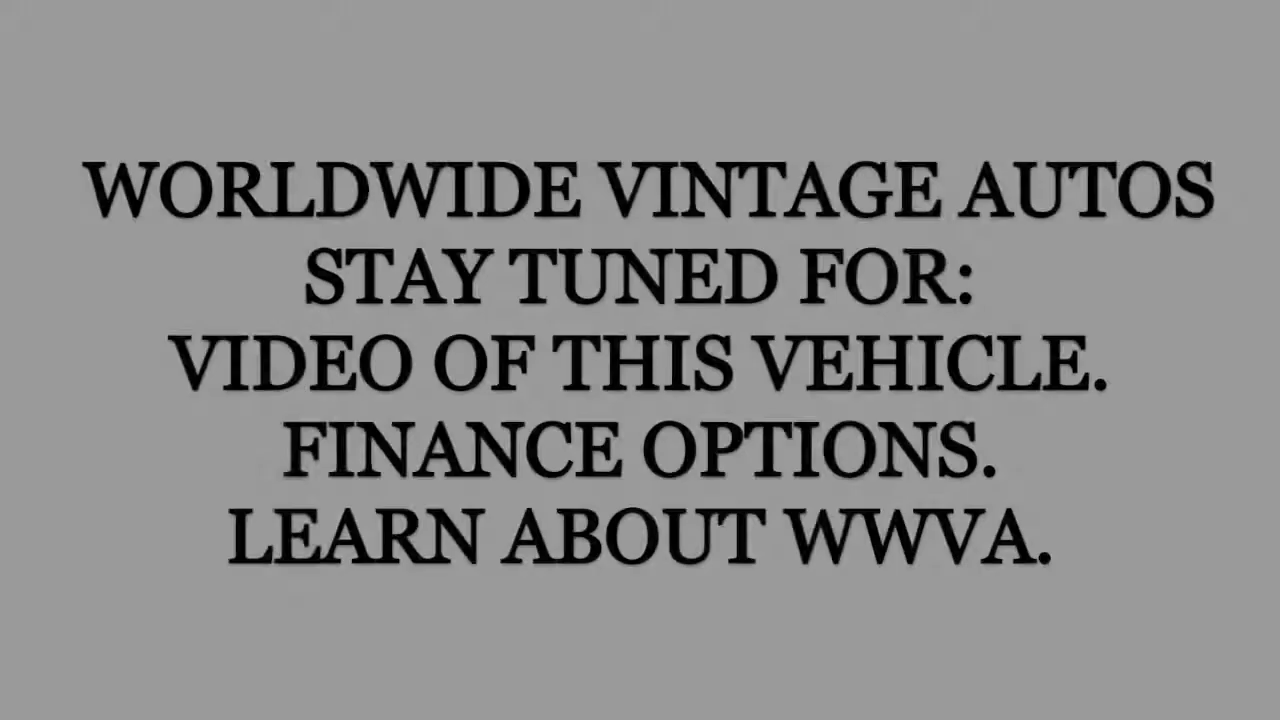 WORLDWIDE VINTAGE AUTOS
STAY TUNED FOR:
VIDEO OF THIS VEHICLE.
FINANCE OPTIONS.
LEARN ABOUT WWVA.